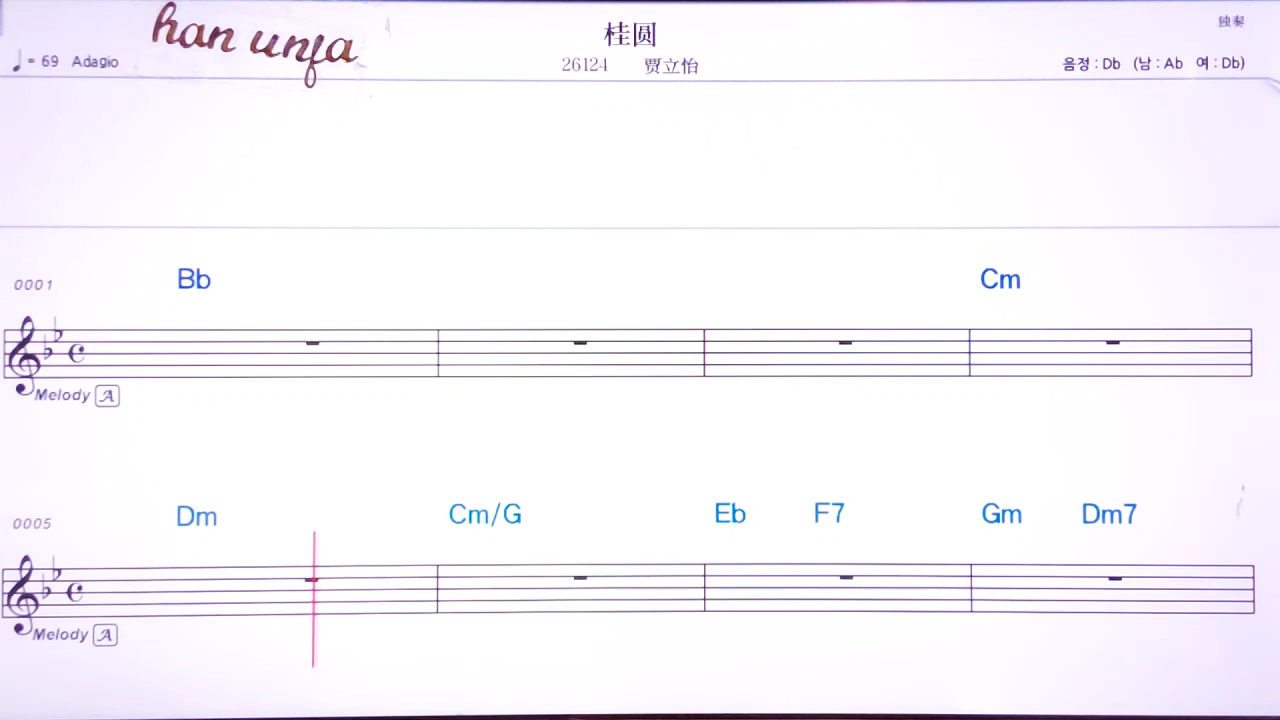 han unfa
桂圆
独奏
♩= 69 Adagio
26124 贾立怡
음정 : Db (남 : Ab 여 : Db)
0001 Bb Cm
Melody A
0005 Dm Cm/G Eb F7 Gm Dm7
Melody A